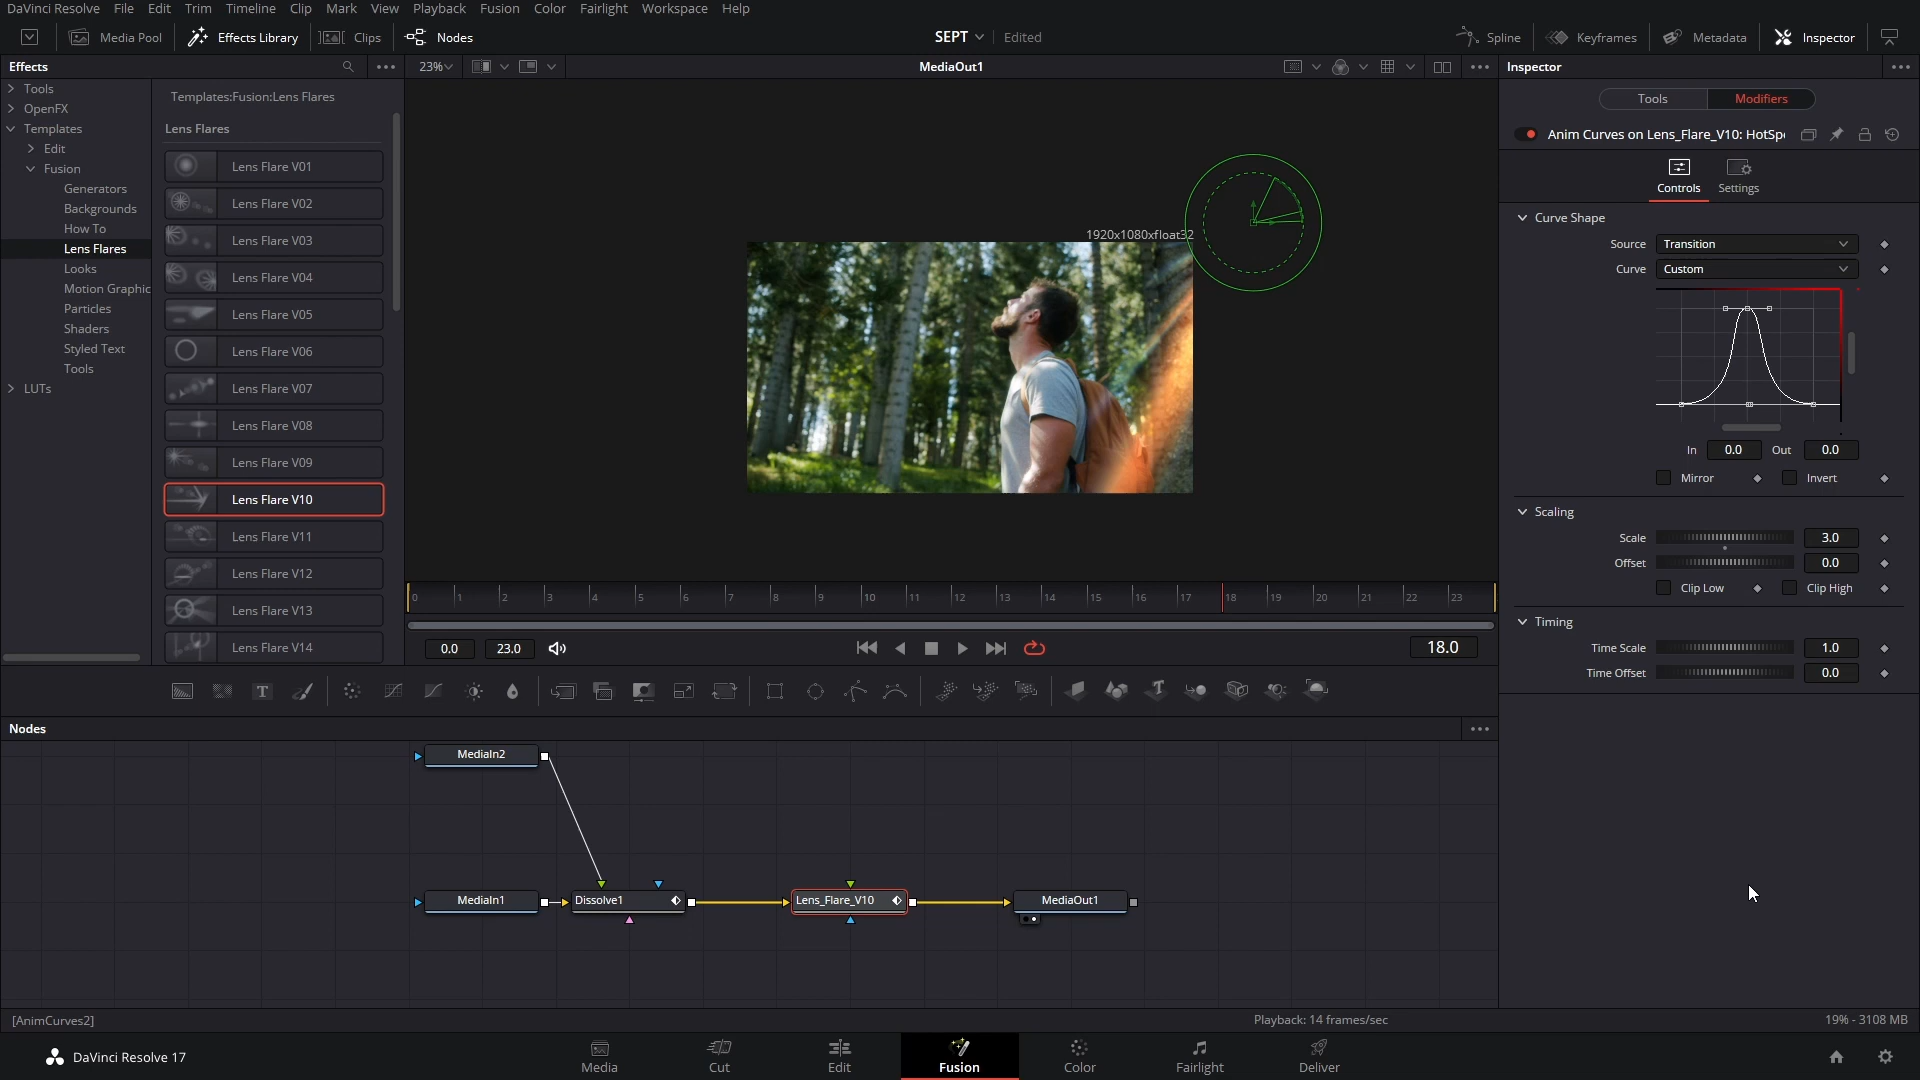 DaVinci Resolve File Edit Trim Timeline Clip Mark View Playback Fusion Color Fairlight Workspace Help
Media Pool Effects Library Clips Nodes SEPT Edited Spline Keyframes Metadata Inspector
Effects 23% MediaOut1 Inspector
Tools
OpenFX
Templates
Edit
Fusion
Generators
Backgrounds
How To
Lens Flares
Looks
Motion Graphic
Particles
Shaders
Styled Text
Tools
LUTs
Templates:Fusion:Lens Flares
Lens Flares
Lens Flare V01
Lens Flare V02
Lens Flare V03
Lens Flare V04
Lens Flare V05
Lens Flare V06
Lens Flare V07
Lens Flare V08
Lens Flare V09
Lens Flare V10
Lens Flare V11
Lens Flare V12
Lens Flare V13
Lens Flare V14
1920x1080xfloat32
0 1 2 3 4 5 6 7 8 9 10 11 12 13 14 15 16 17 18 19 20 21 22 23
0.0 23.0 18.0
Tools Modifiers
Anim Curves on Lens_Flare_V10: HotSp
Controls Settings
Curve Shape
Source Transition
Curve Custom
In 0.0 Out 0.0
Mirror Invert
Scaling
Scale 3.0
Offset 0.0
Clip Low Clip High
Timing
Time Scale 1.0
Time Offset 0.0
Nodes
MediaIn2
MediaIn1 Dissolve1 Lens_Flare_V10 MediaOut1
[AnimCurves2] Playback: 14 frames/sec 19% - 3108 MB
DaVinci Resolve 17 Media Cut Edit Fusion Color Fairlight Deliver